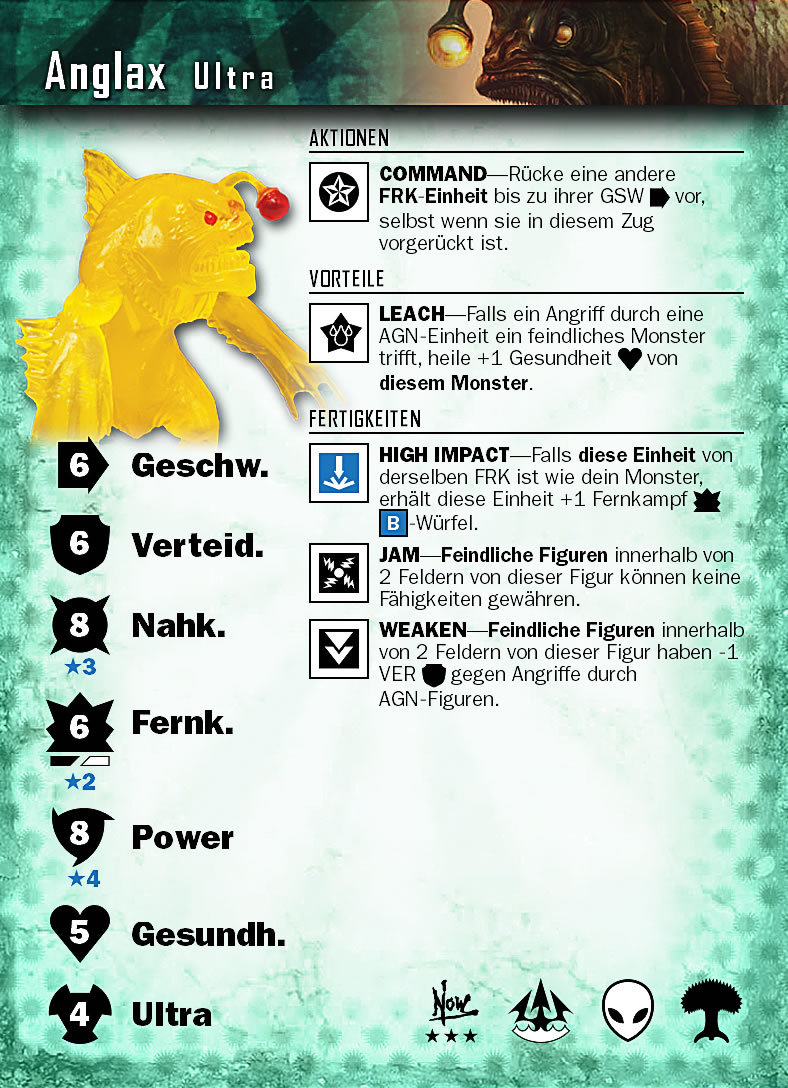 Anglax Ultra
AKTIONEN
COMMAND—Rücke eine andere
FRK-Einheit bis zu ihrer GSW vor,
selbst wenn sie in diesem Zug
vorgerückt ist.
VORTEILE
LEACH—Falls ein Angriff durch eine
AGN-Einheit ein feindliches Monster
trifft, heile +1 Gesundheit von
diesem Monster.
FERTIGKEITEN
HIGH IMPACT—Falls diese Einheit von
derselben FRK ist wie dein Monster,
erhält diese Einheit +1 Fernkampf
B-Würfel.
JAM—Feindliche Figuren innerhalb von
2 Feldern von dieser Figur können keine
Fähigkeiten gewähren.
WEAKEN—Feindliche Figuren innerhalb
von 2 Feldern von dieser Figur haben -1
VER gegen Angriffe durch
AGN-Figuren.
6 Geschw.
6 Verteid.
8 Nahk.
★3
6 Fernk.
★2
8 Power
★4
5 Gesundh.
4 Ultra
Now
★★★